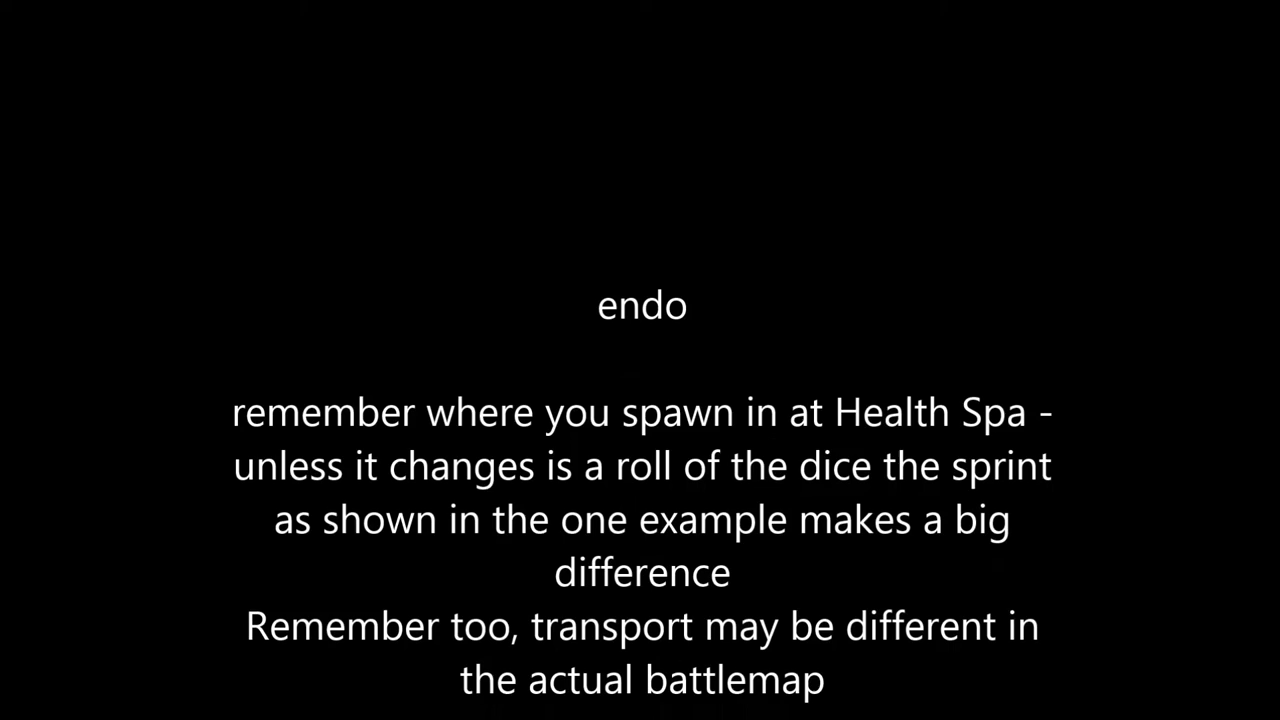 endo
remember where you spawn in at Health Spa -
unless it changes is a roll of the dice the sprint
as shown in the one example makes a big
difference
Remember too, transport may be different in
the actual battlemap